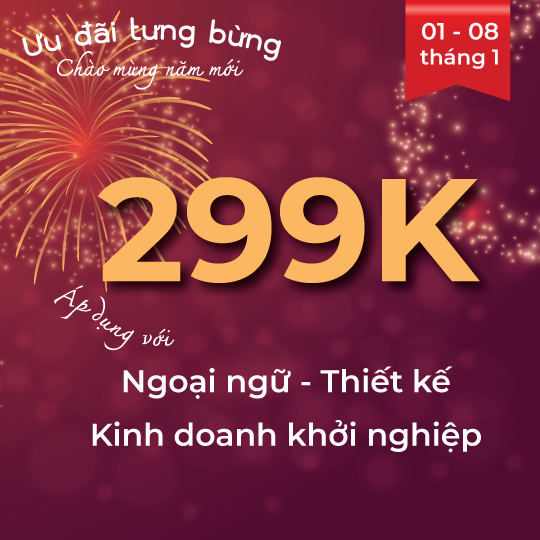 Ưu đãi tưng bừng
Chào mừng năm mới
01 - 08
tháng 1
299K
Áp dụng với
Ngoại ngữ - Thiết kế
Kinh doanh khởi nghiệp